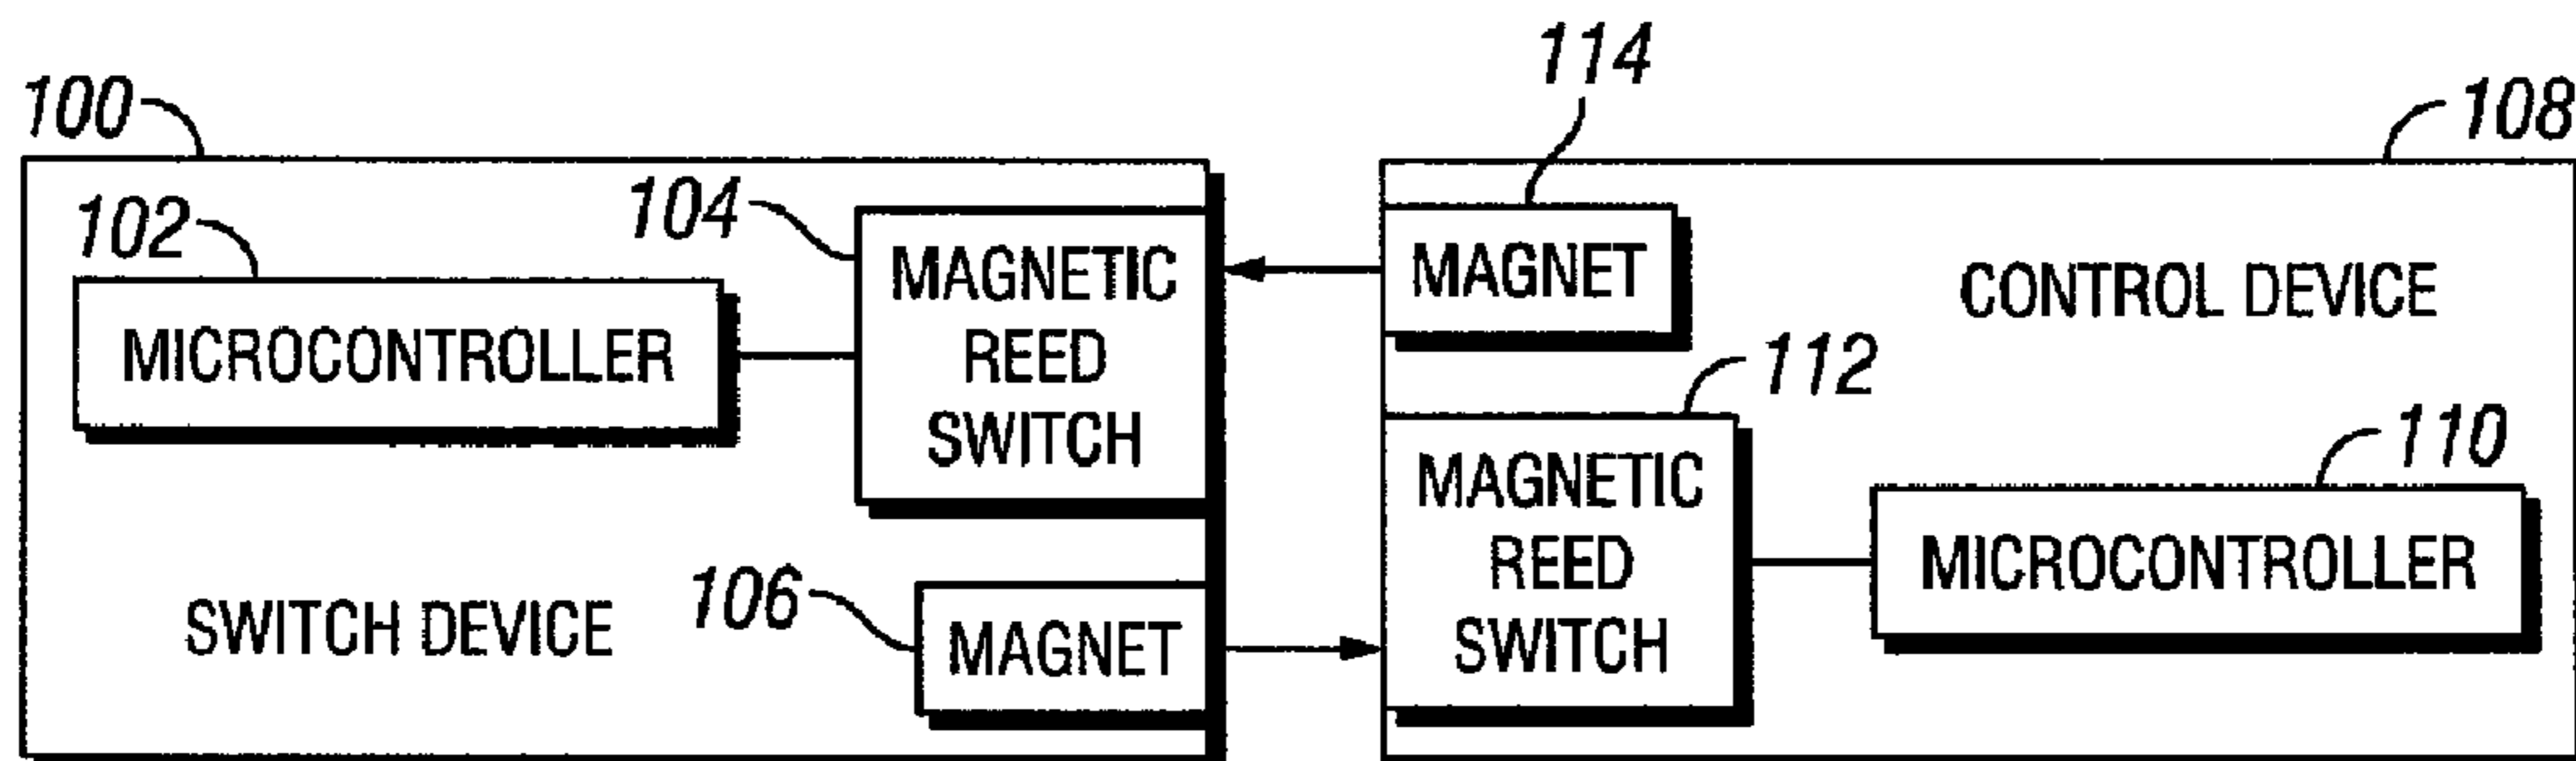 114
100
108
102
104
MAGNETIC
REED
SWITCH
MAGNET
CONTROL DEVICE
MICROCONTROLLER
112
110
MAGNETIC
REED
SWITCH
MICROCONTROLLER
106
SWITCH DEVICE
MAGNET